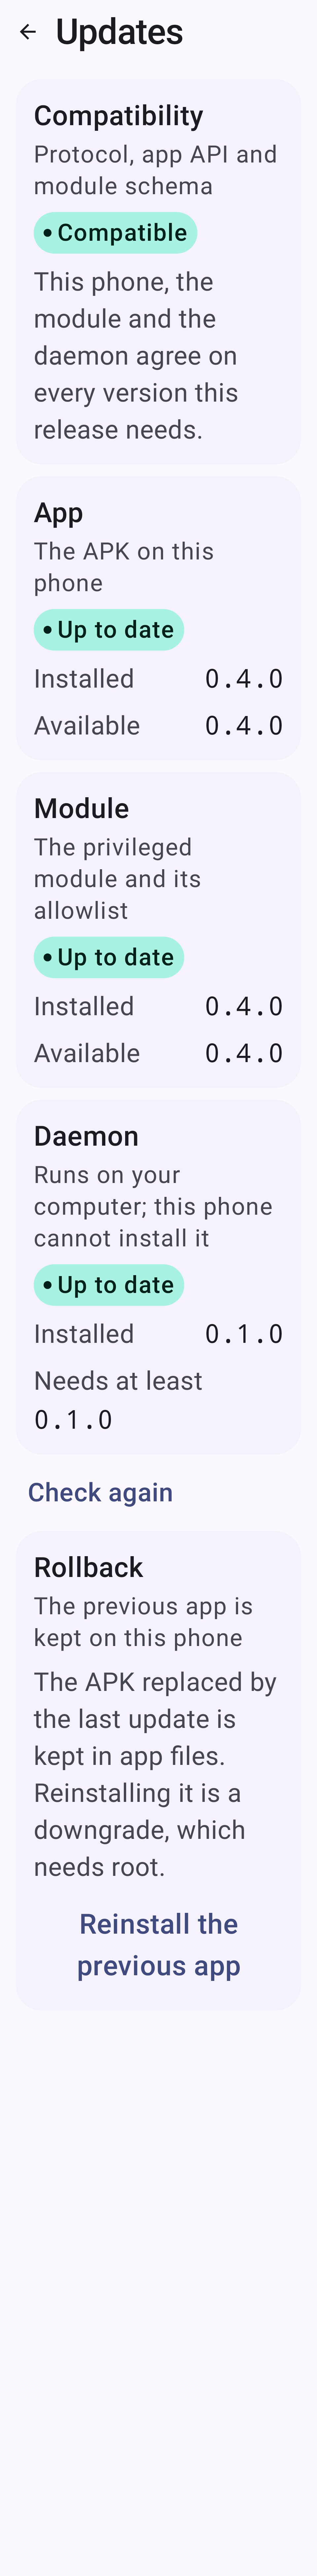 Updates
Compatibility
Protocol, app API and
module schema
• Compatible
This phone, the
module and the
daemon agree on
every version this
release needs.
App
The APK on this
phone
• Up to date
Installed 0.4.0
Available 0.4.0
Module
The privileged
module and its
allowlist
• Up to date
Installed 0.4.0
Available 0.4.0
Daemon
Runs on your
computer; this phone
cannot install it
• Up to date
Installed 0.1.0
Needs at least
0.1.0
Check again
Rollback
The previous app is
kept on this phone
The APK replaced by
the last update is
kept in app files.
Reinstalling it is a
downgrade, which
needs root.
Reinstall the
previous app